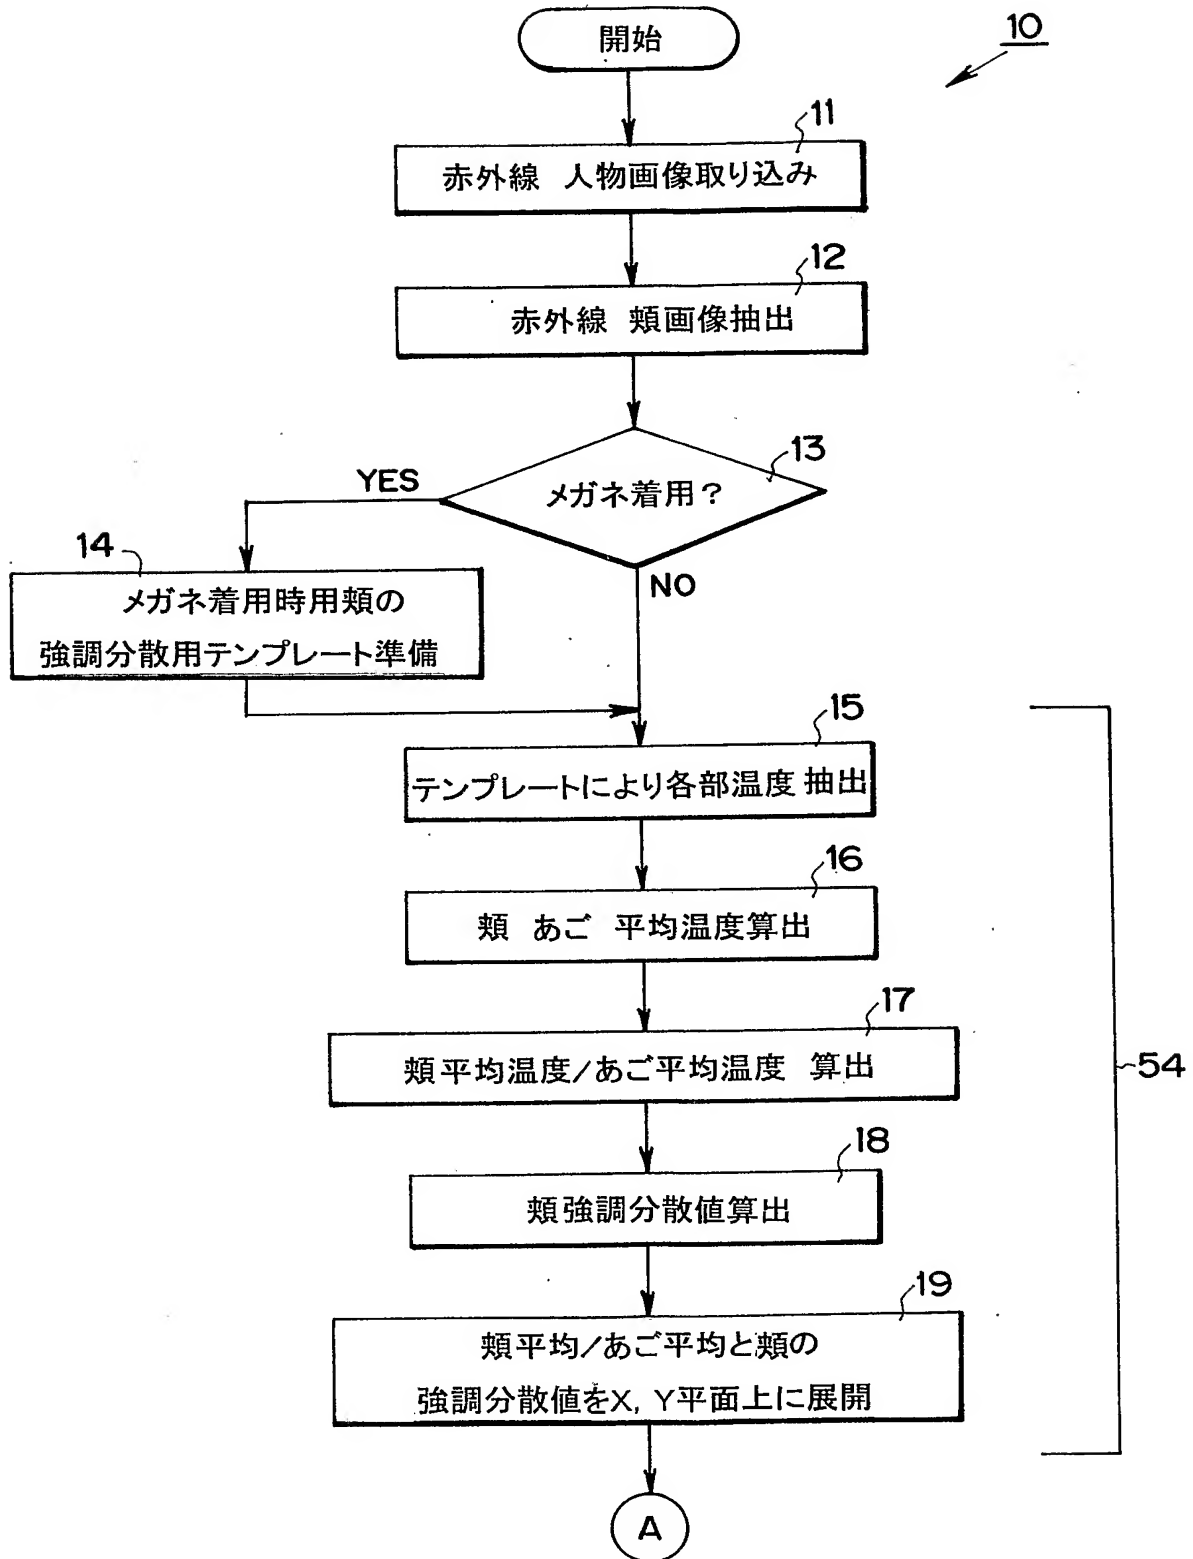 開始
10
11
赤外線 人物画像取り込み
12
赤外線 頬画像抽出
13
メガネ着用?
YES
NO
14
メガネ着用時用頬の
強調分散用テンプレート準備
15
テンプレートにより各部温度抽出
16
頬 あご 平均温度算出
17
頬平均温度/あご平均温度 算出
54
18
頬強調分散値算出
19
頬平均/あご平均と頬の
強調分散値をX, Y平面上に展開
A